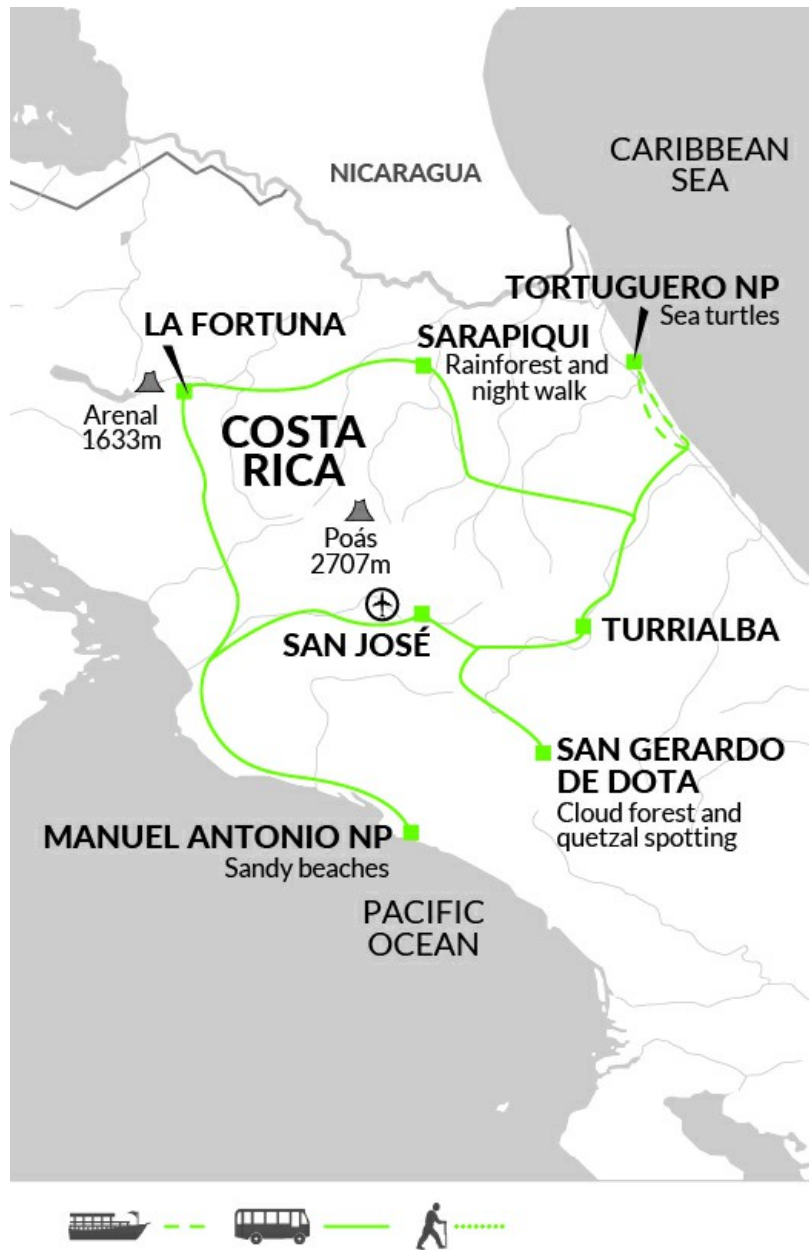 CARIBBEAN
SEA
NICARAGUA
TORTUGUERO NP
Sea turtles
LA FORTUNA
SARAPIQUI
Rainforest and
night walk
Arenal
1633m
COSTA
RICA
Poás
2707m
SAN JOSÉ
TURRIALBA
SAN GERARDO
DE DOTA
Cloud forest and
quetzal spotting
MANUEL ANTONIO NP
Sandy beaches
PACIFIC
OCEAN